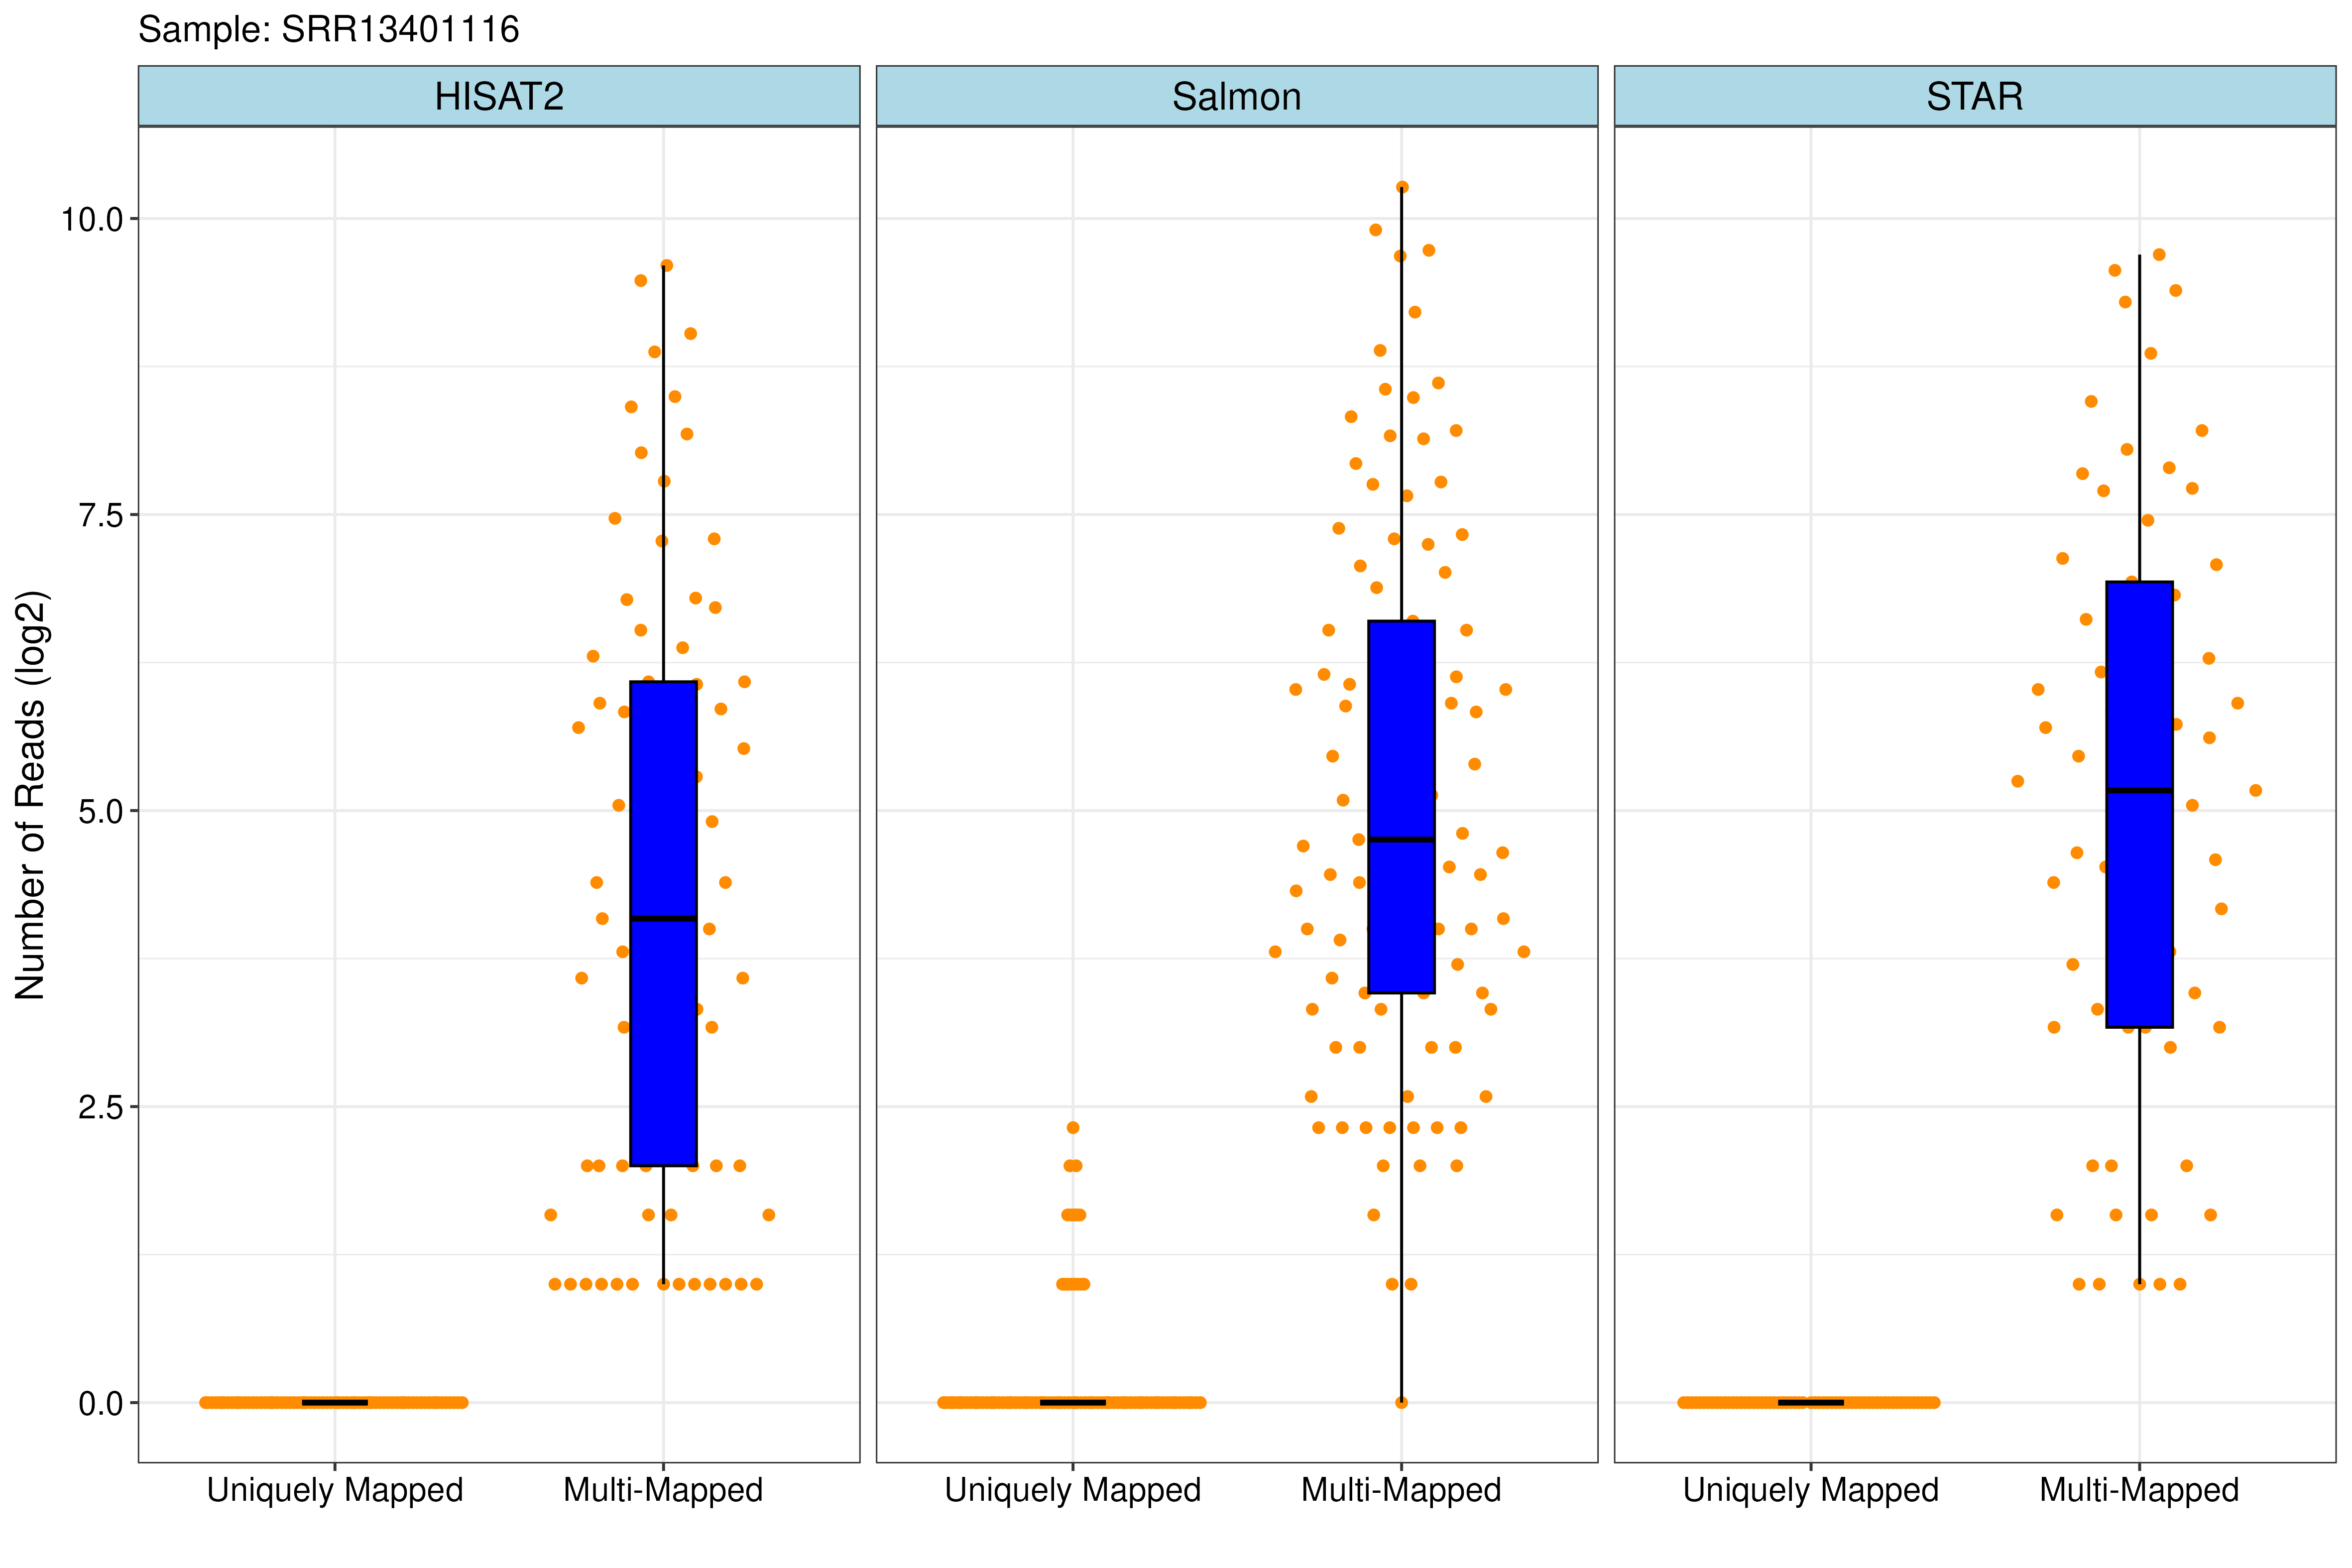 Sample: SRR13401116
HISAT2 Salmon STAR
Number of Reads (log2)
10.0
7.5
5.0
2.5
0.0
Uniquely Mapped Multi-Mapped Uniquely Mapped Multi-Mapped Uniquely Mapped Multi-Mapped